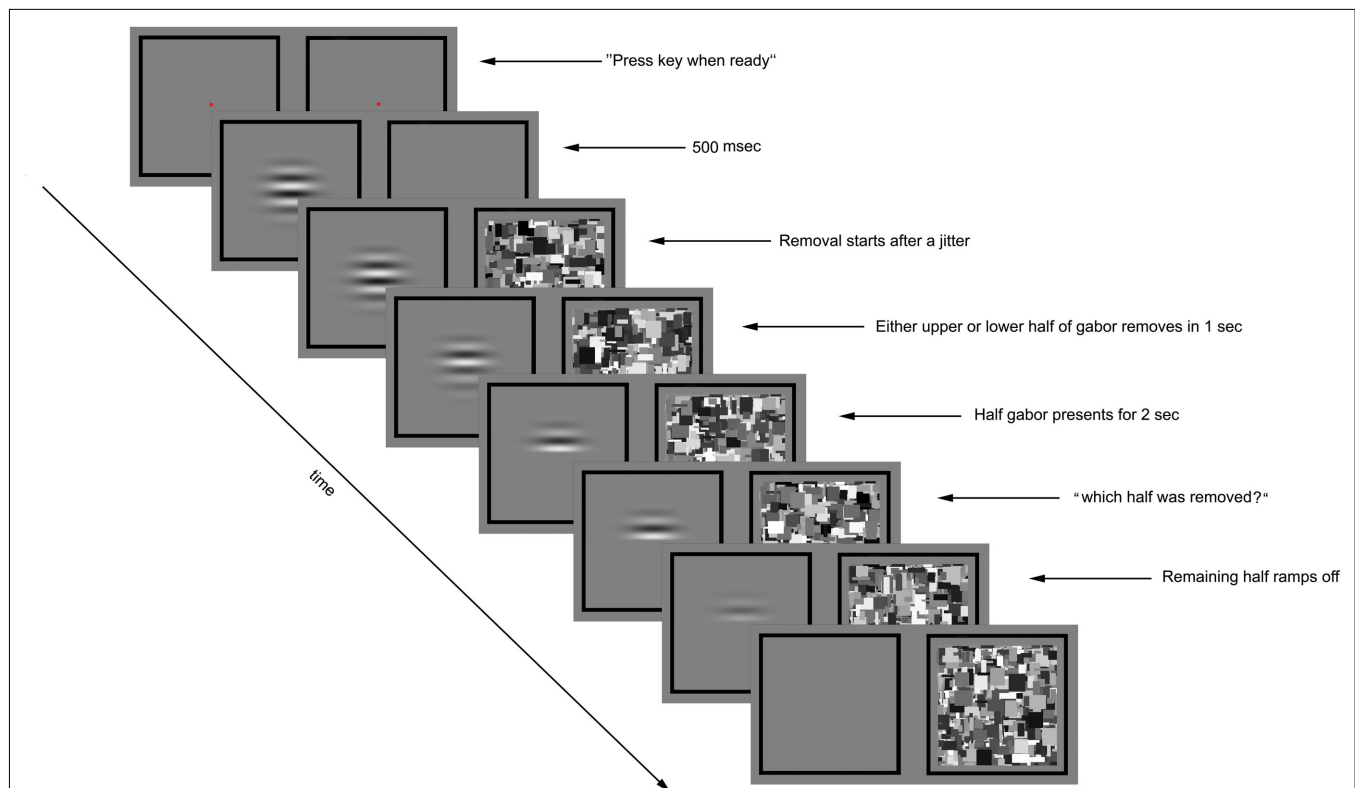 ”Press key when ready“
500 msec
Removal starts after a jitter
Either upper or lower half of gabor removes in 1 sec
Half gabor presents for 2 sec
“which half was removed?“
Remaining half ramps off
time